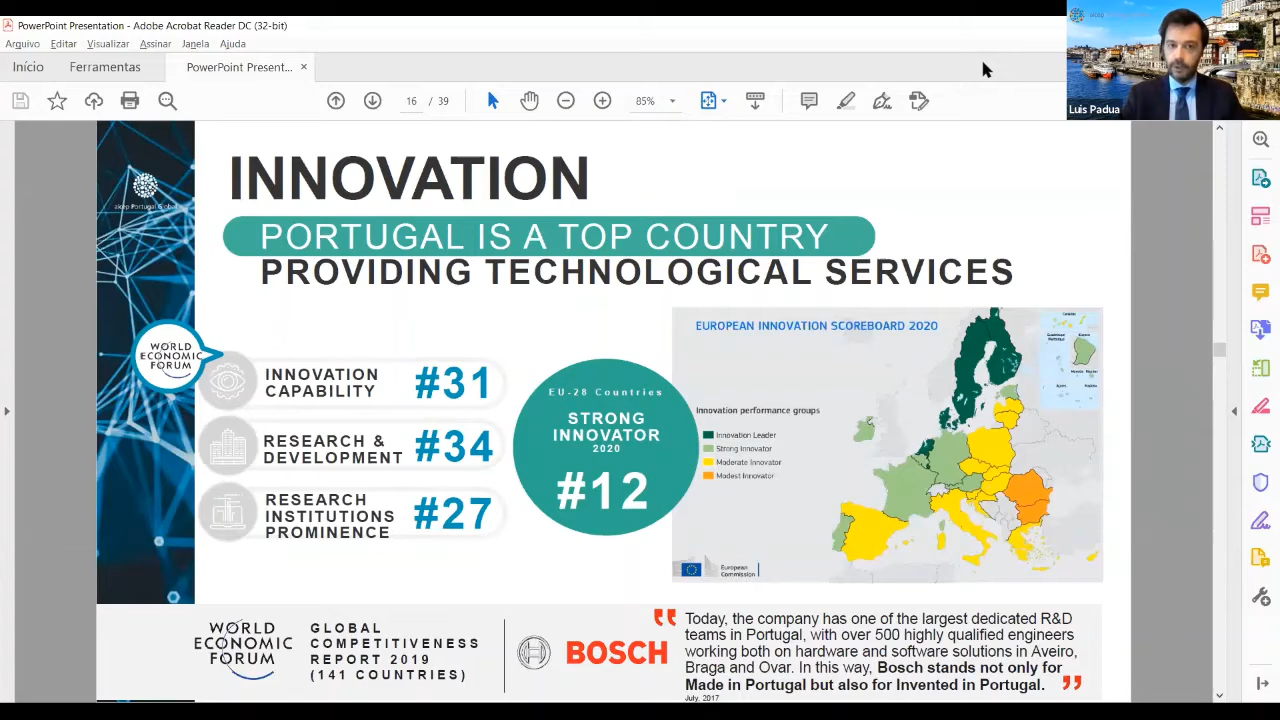 PowerPoint Presentation - Adobe Acrobat Reader DC (32-bit)
Arquivo Editar Visualizar Assinar Janela Ajuda
Início Ferramentas PowerPoint Present... ×
16 / 39 85%
Luis Padua
aicep Portugal Global
INNOVATION
PORTUGAL IS A TOP COUNTRY
PROVIDING TECHNOLOGICAL SERVICES
WORLD
ECONOMIC
FORUM
INNOVATION
CAPABILITY
#31
RESEARCH &
DEVELOPMENT
#34
RESEARCH
INSTITUTIONS
PROMINENCE
#27
EU-28 Countries
STRONG
INNOVATOR
2020
#12
EUROPEAN INNOVATION SCOREBOARD 2020
Innovation performance groups
Innovation Leader
Strong Innovator
Moderate Innovator
Modest Innovator
European
Commission
WORLD
ECONOMIC
FORUM
GLOBAL
COMPETITIVENESS
REPORT 2019
(141 COUNTRIES)
BOSCH
" Today, the company has one of the largest dedicated R&D
teams in Portugal, with over 500 highly qualified engineers
working both on hardware and software solutions in Aveiro,
Braga and Ovar. In this way, Bosch stands not only for
Made in Portugal but also for Invented in Portugal. "
July, 2017